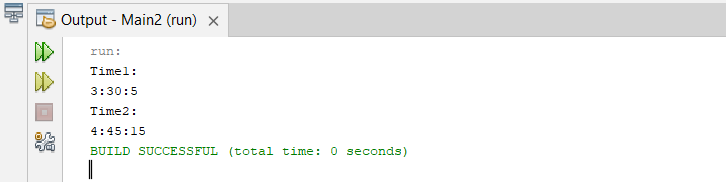 Output - Main2 (run)
run:
Time1:
3:30:5
Time2:
4:45:15
BUILD SUCCESSFUL (total time: 0 seconds)